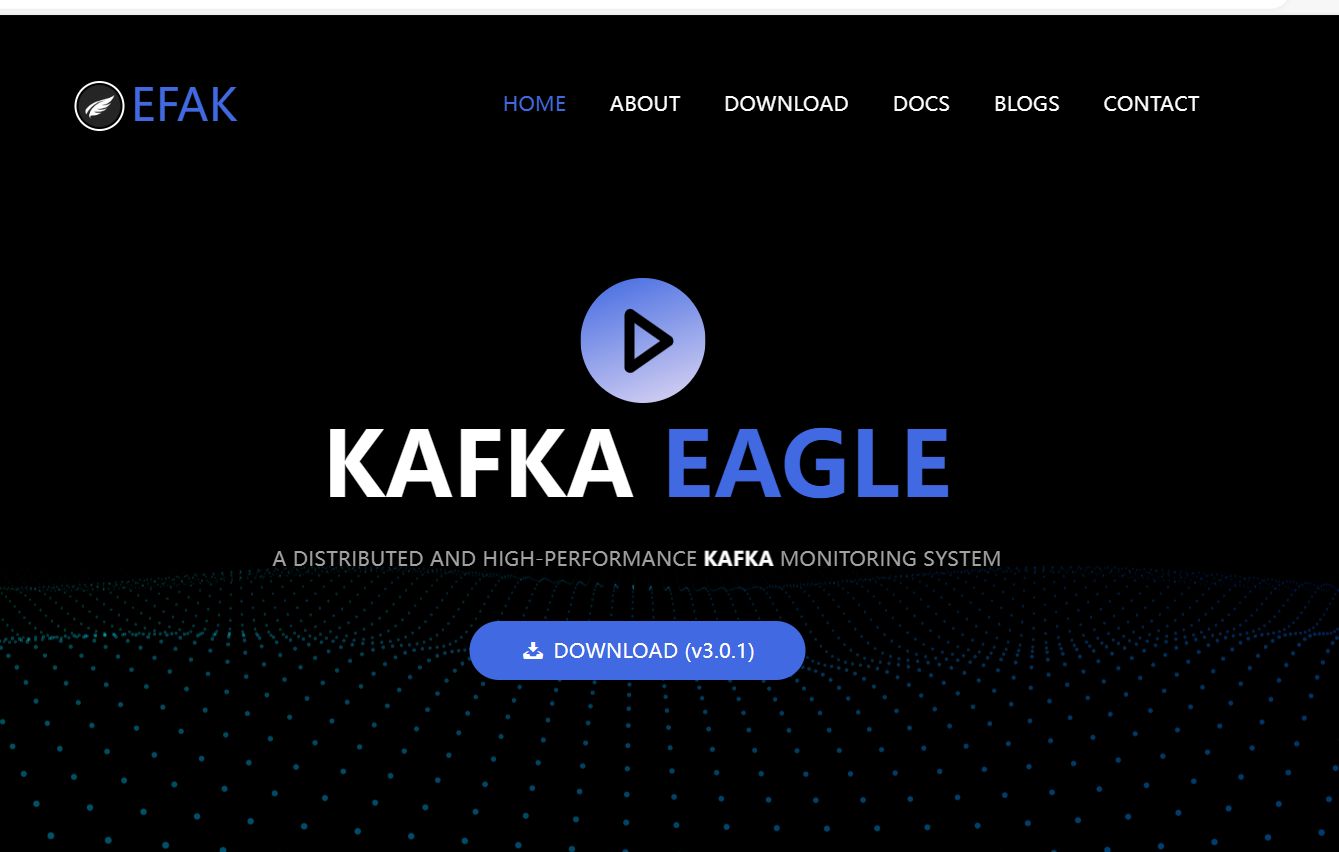 EFAK
HOME ABOUT DOWNLOAD DOCS BLOGS CONTACT
KAFKA EAGLE
A DISTRIBUTED AND HIGH-PERFORMANCE KAFKA MONITORING SYSTEM
DOWNLOAD (v3.0.1)